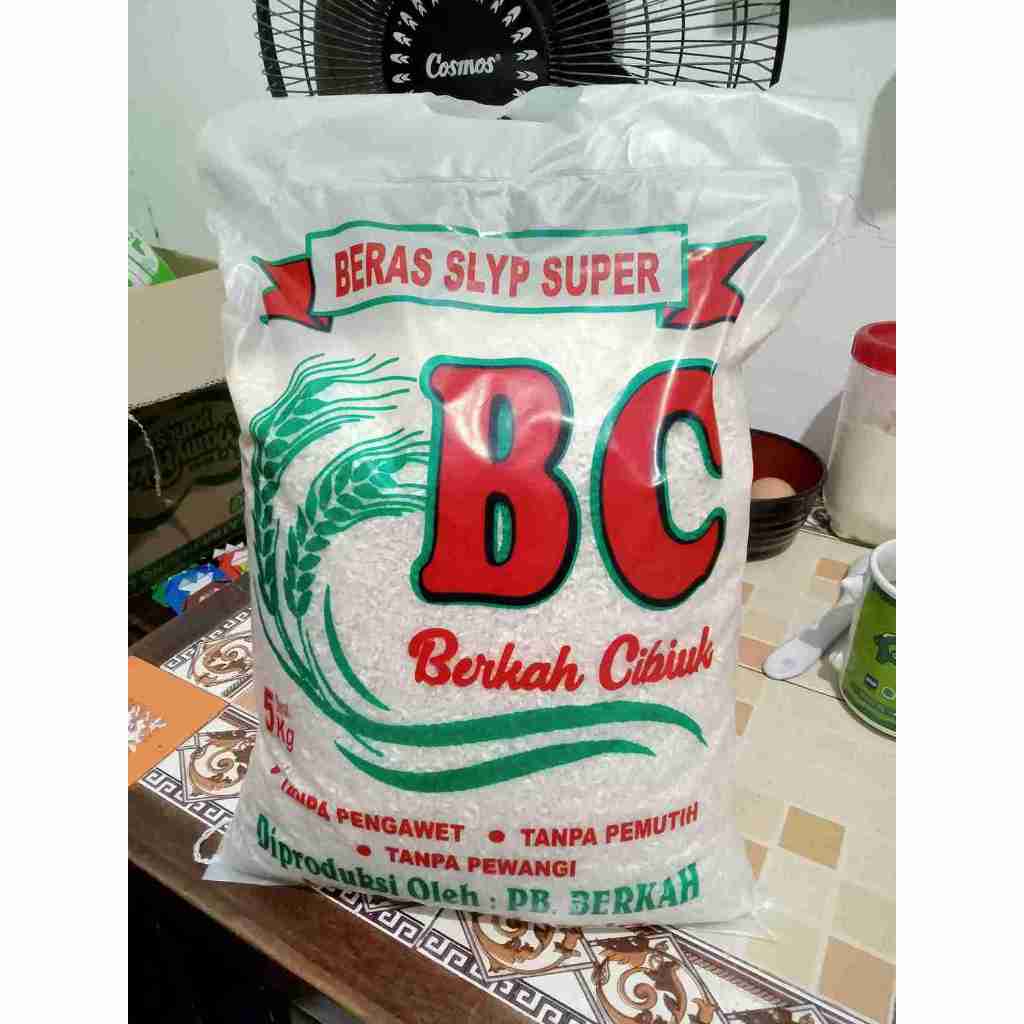 Cosmos
BERAS SLYP SUPER
BC
Berkah Cibiuk
5 Kg
TANPA PENGAWET • TANPA PEMUTIH
• TANPA PEWANGI
Diproduksi Oleh : PB. BERKAH